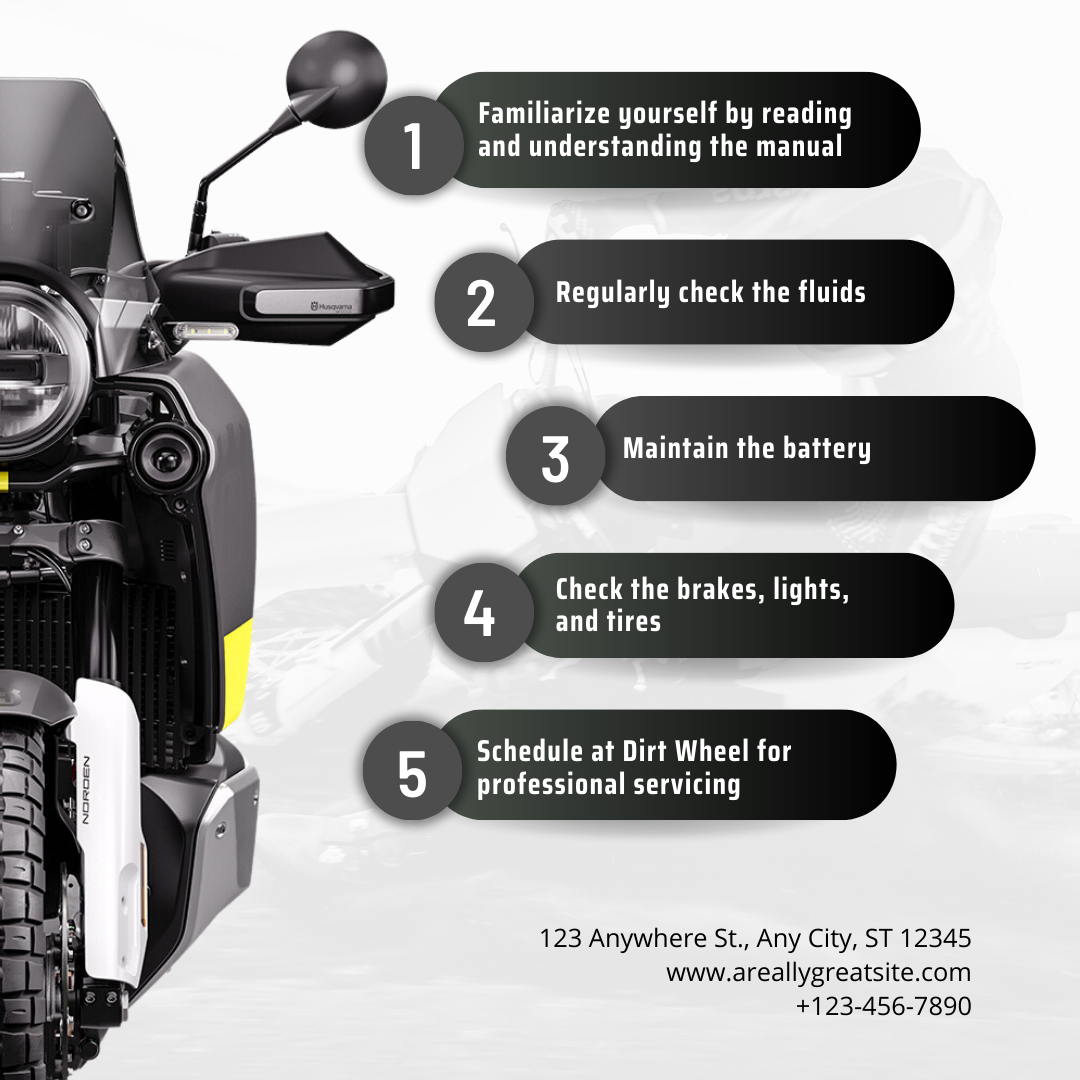 1
Familiarize yourself by reading
and understanding the manual
2
Regularly check the fluids
3
Maintain the battery
4
Check the brakes, lights,
and tires
5
Schedule at Dirt Wheel for
professional servicing
Husqvarna
NORDEN
123 Anywhere St., Any City, ST 12345
www.areallygreatsite.com
+123-456-7890